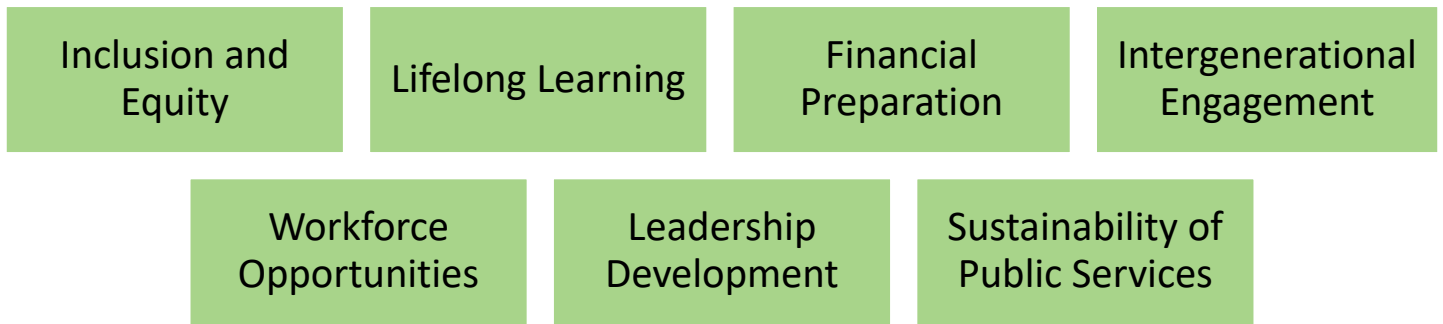 Inclusion and
Equity
Lifelong Learning
Financial
Preparation
Intergenerational
Engagement
Workforce
Opportunities
Leadership
Development
Sustainability of
Public Services